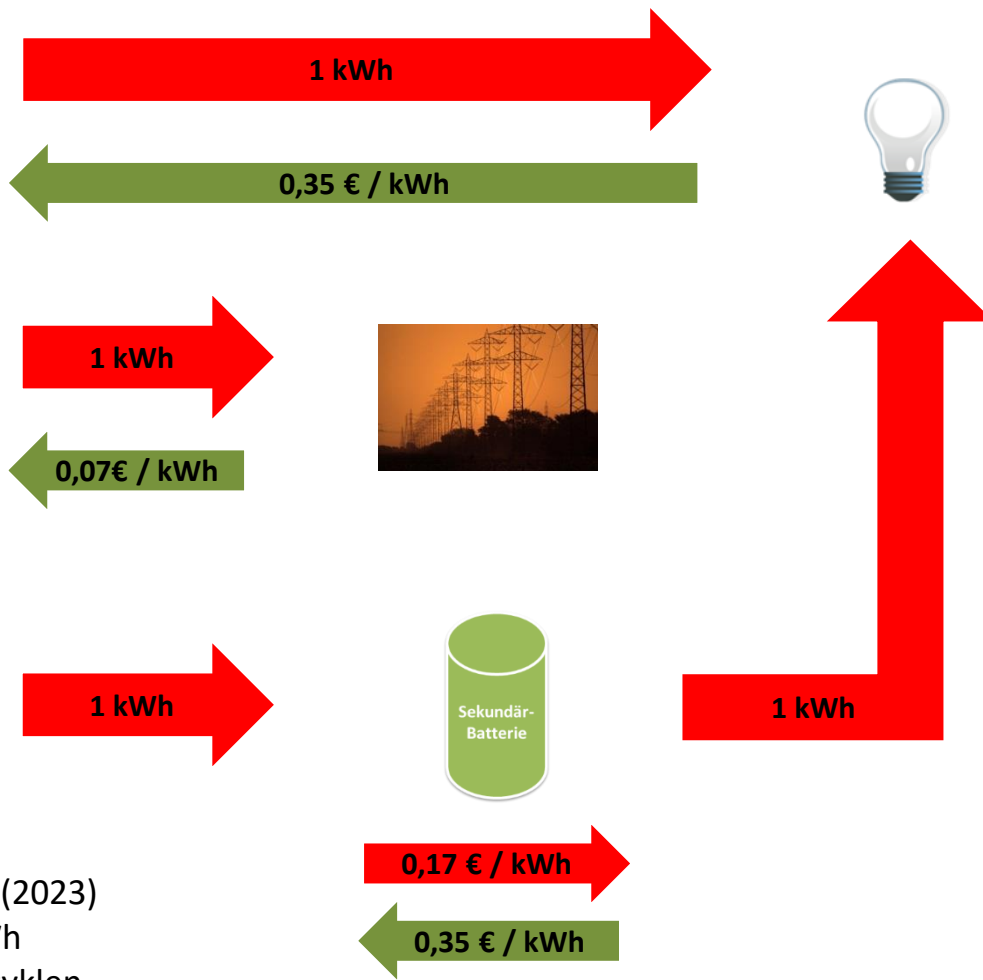 1 kWh
0,35 € / kWh
1 kWh
0,07€ / kWh
1 kWh
Sekundär-
Batterie
1 kWh
0,17 € / kWh
(2023)
0,35 € / kWh